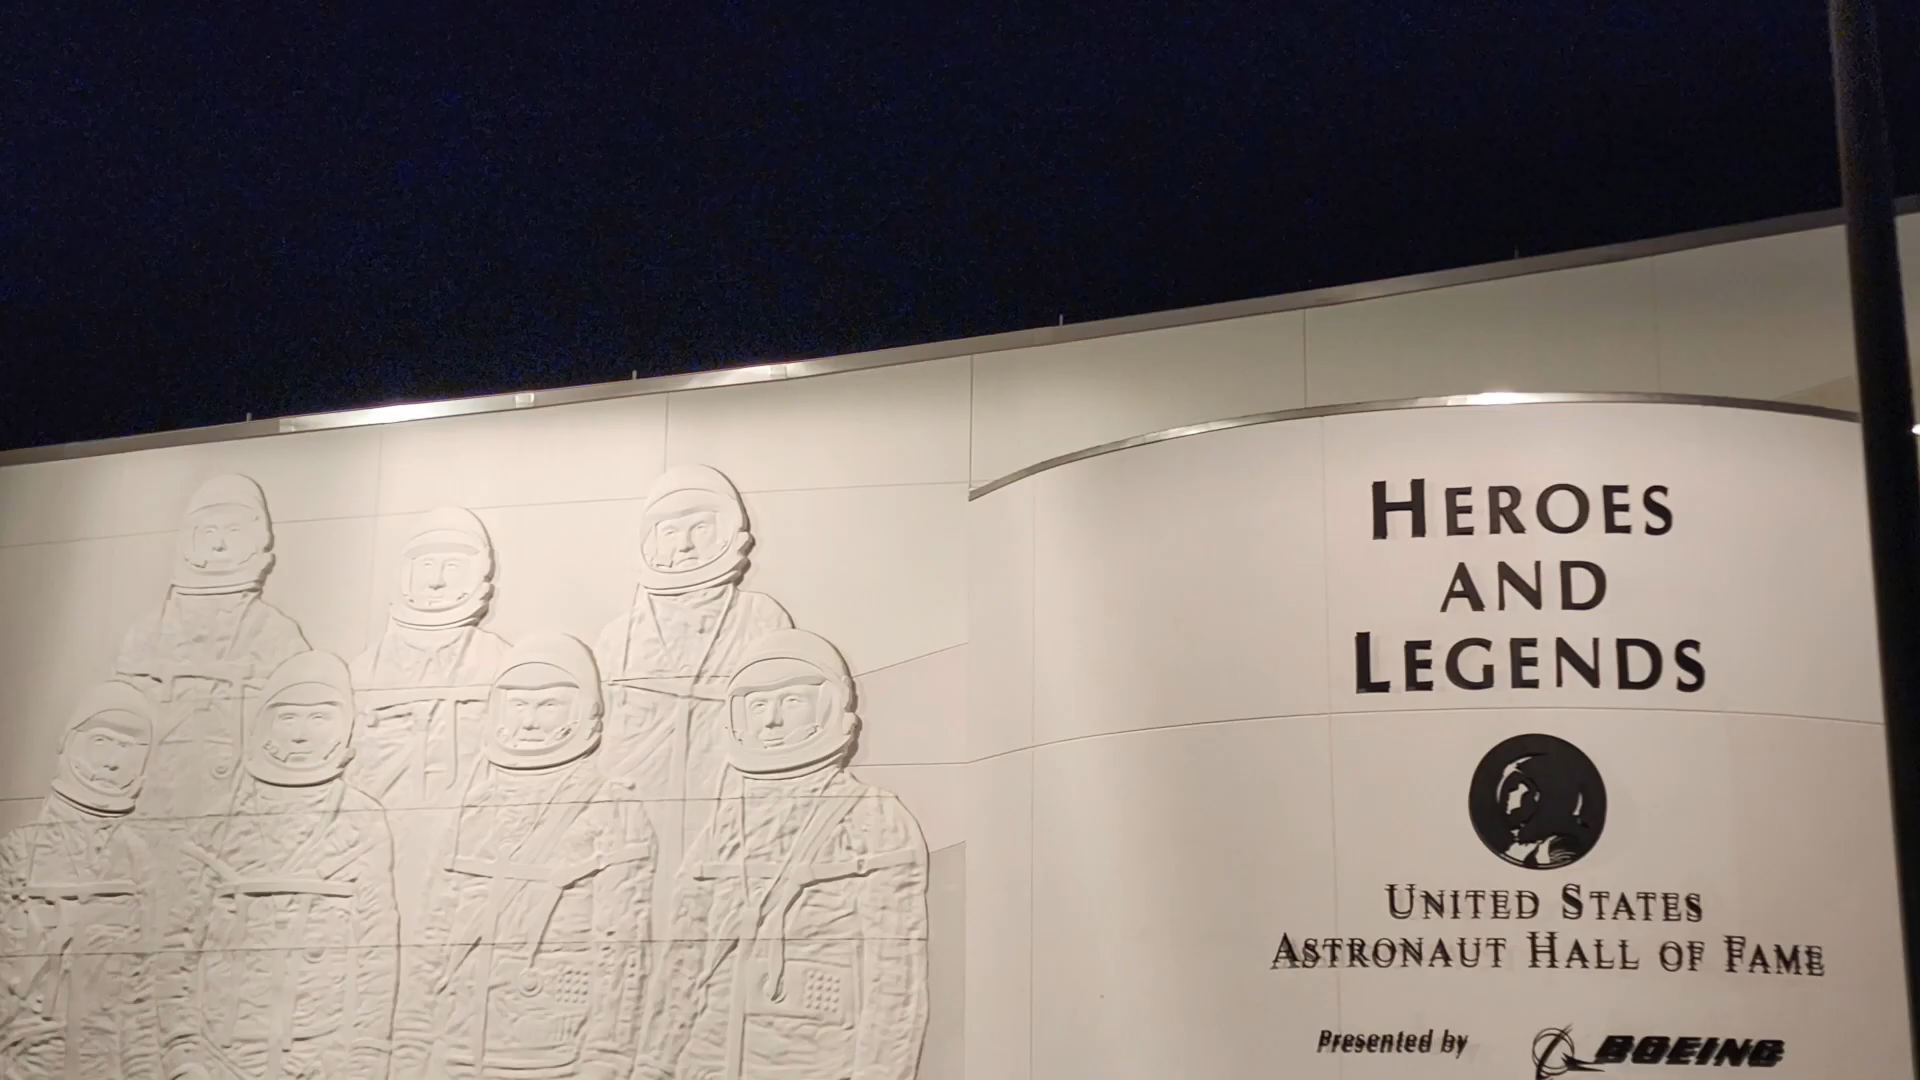 HEROES
AND
LEGENDS
UNITED STATES
ASTRONAUT HALL OF FAME
Presented by BOEING